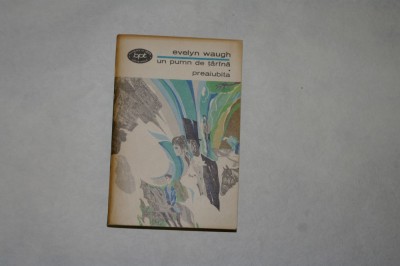 bpt
evelyn waugh
un pumn de țărînă
preaiubita